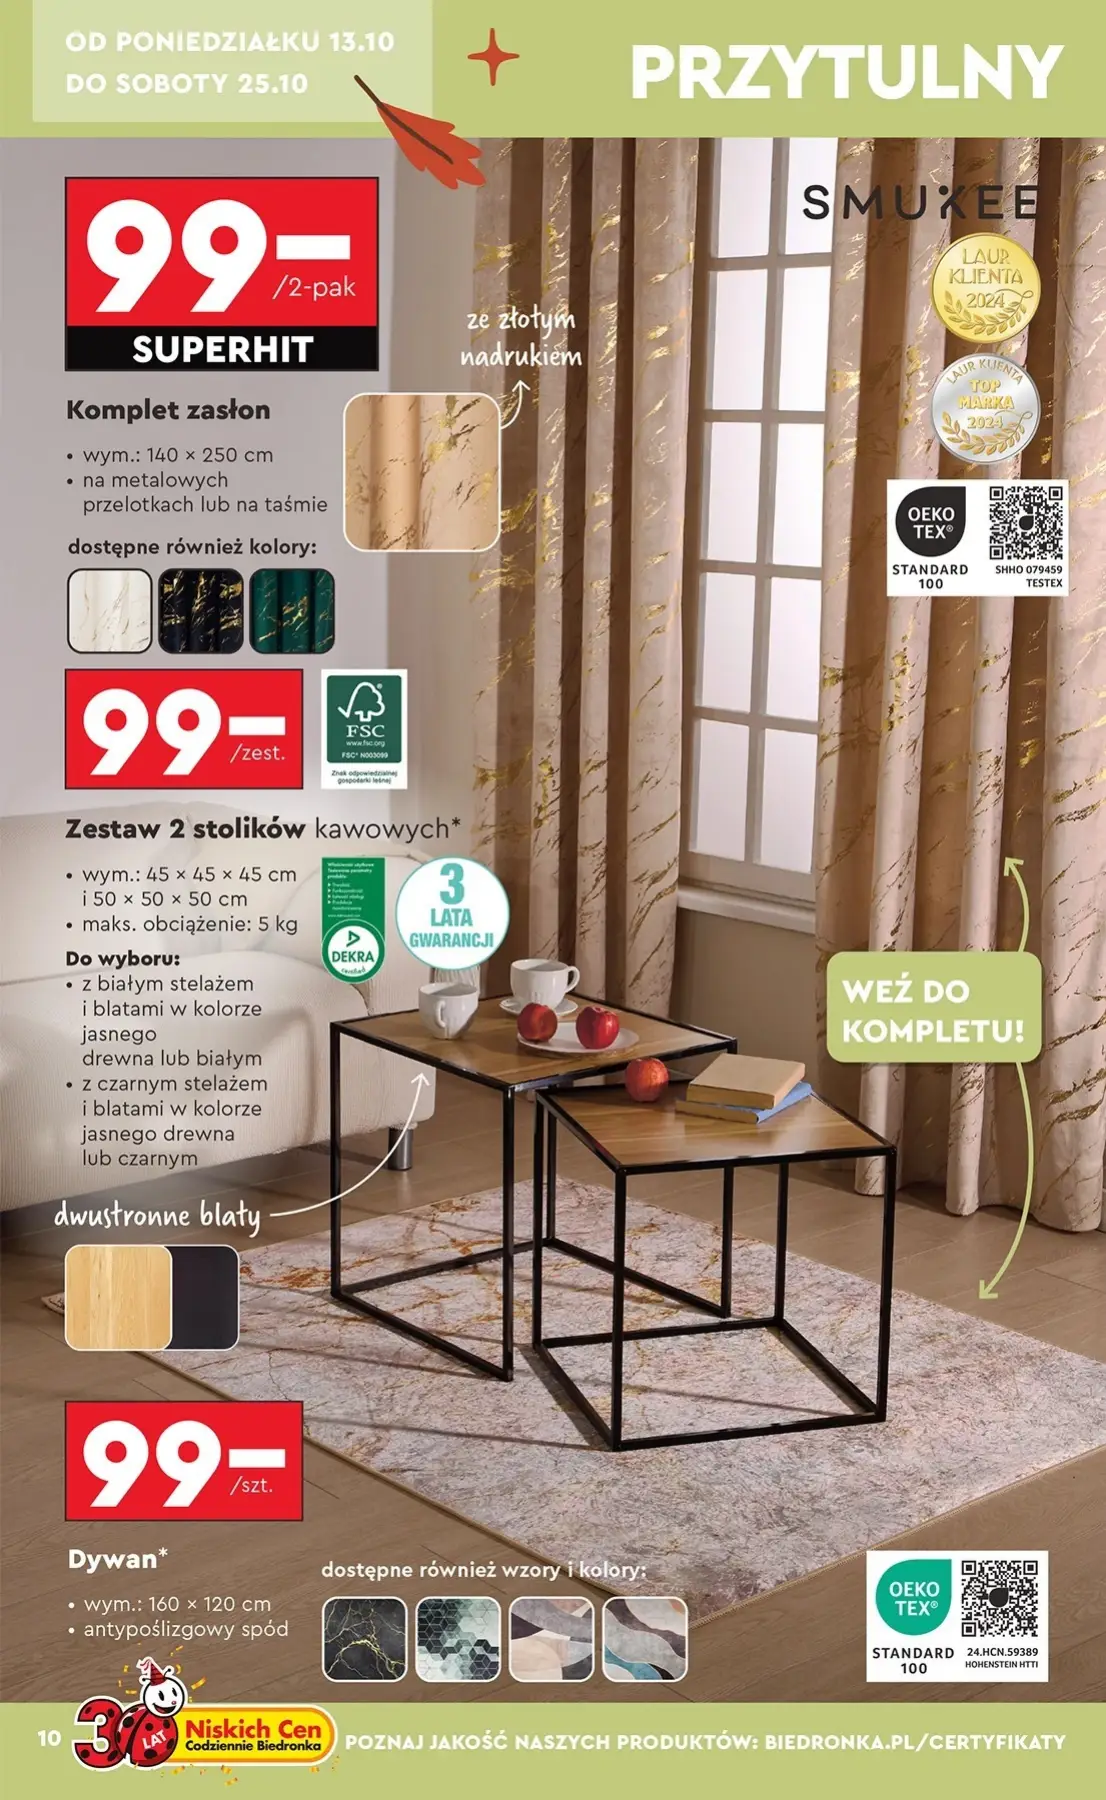 OD PONIEDZIAŁKU 13.10
DO SOBOTY 25.10
PRZYTULNY
SMUKEE
LAUR
KLIENTA
2024
LAUR KLIENTA
TOP
MARKA
2024
99-
/2-pak
SUPERHIT
ze złotym
nadrukiem
Komplet zasłon
• wym.: 140 × 250 cm
• na metalowych
przelotkach lub na taśmie
dostępne również kolory:
OEKO
TEX®
STANDARD
100
SHHO 079459
TESTEX
99-
/zest.
FSC
www.fsc.org
FSC® N003099
Znak odpowiedzialnej
gospodarki leśnej
Zestaw 2 stolików kawowych*
• wym.: 45 × 45 × 45 cm
i 50 × 50 × 50 cm
• maks. obciążenie: 5 kg
Do wyboru:
• z białym stelażem
i blatami w kolorze
jasnego
drewna lub białym
• z czarnym stelażem
i blatami w kolorze
jasnego drewna
lub czarnym
DEKRA
3
LATA
GWARANCJI
WEŹ DO
KOMPLETU!
dwustronne blaty
99-
/szt.
Dywan*
• wym.: 160 × 120 cm
• antypoślizgowy spód
dostępne również wzory i kolory:
OEKO
TEX®
STANDARD
100
24.HCN.59389
HOHENSTEIN HTTI
10
30
LAT
Niskich Cen
Codziennie Biedronka
POZNAJ JAKOŚĆ NASZYCH PRODUKTÓW: BIEDRONKA.PL/CERTYFIKATY